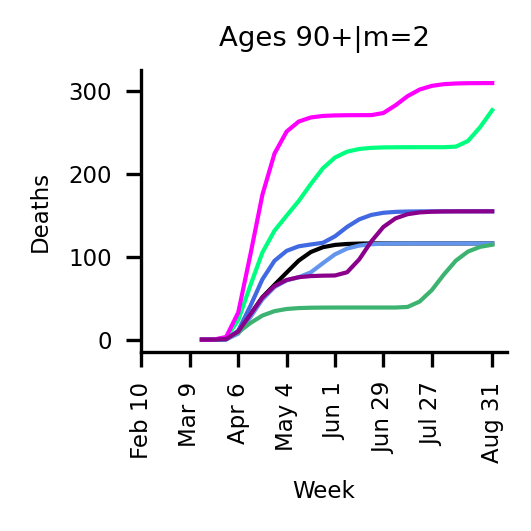 Ages 90+|m=2
Deaths
300
200
100
0
Feb 10
Mar 9
Apr 6
May 4
Jun 1
Jun 29
Jul 27
Aug 31
Week